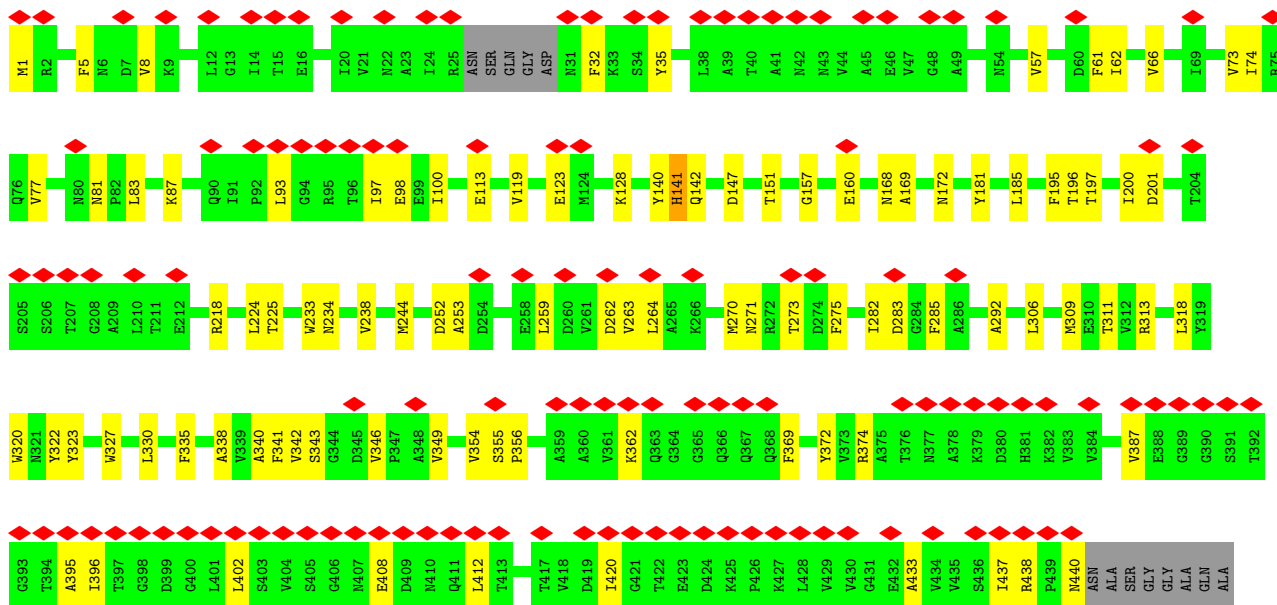 M1 R2 F5 N6 D7 V8 K9 L12 G13 I14 T15 E16 I20 V21 N22 A23 I24 R25 ASN SER GLN GLY ASP N31 F32 K33 S34 Y35 L38 A39 T40 A41 N42 N43 V44 A45 E46 V47 G48 A49 N54 V57 D60 F61 I62 V66 I69 V73 I74 R75
Q76 V77 N80 N81 P82 L83 K87 Q90 I91 P92 L93 G94 R95 T96 I97 E98 E99 I100 E113 V119 E123 M124 K128 Y140 H141 Q142 D147 T151 G157 E160 N168 A169 N172 Y181 L185 F195 T196 T197 I200 D201 T204
S205 S206 T207 G208 A209 L210 T211 E212 R218 L224 T225 W233 N234 V238 M244 D252 A253 D254 E258 L259 D260 V261 D262 V263 L264 A265 K266 M270 N271 R272 T273 D274 F275 I282 D283 G284 F285 A286 A292 L306 M309 E310 T311 V312 R313 L318 Y319
W320 N321 Y322 Y323 W327 L330 F335 A338 V339 A340 F341 V342 S343 G344 D345 V346 P347 A348 V349 V354 S355 P356 A359 A360 V361 K362 Q363 G364 G365 Q366 Q367 Q368 F369 Y372 V373 R374 A375 T376 N377 A378 K379 D380 H381 K382 V383 V384 V387 E388 G389 G390 S391 T392
G393 T394 A395 I396 T397 G398 D399 G400 L401 L402 S403 V404 S405 G406 N407 E408 D409 N410 Q411 L412 T413 T417 V418 D419 I420 G421 T422 E423 D424 K425 P426 K427 L428 V429 V430 G431 E432 A433 V434 V435 S436 I437 R438 P439 N440 ASN ALA SER GLY GLY ALA GLN ALA